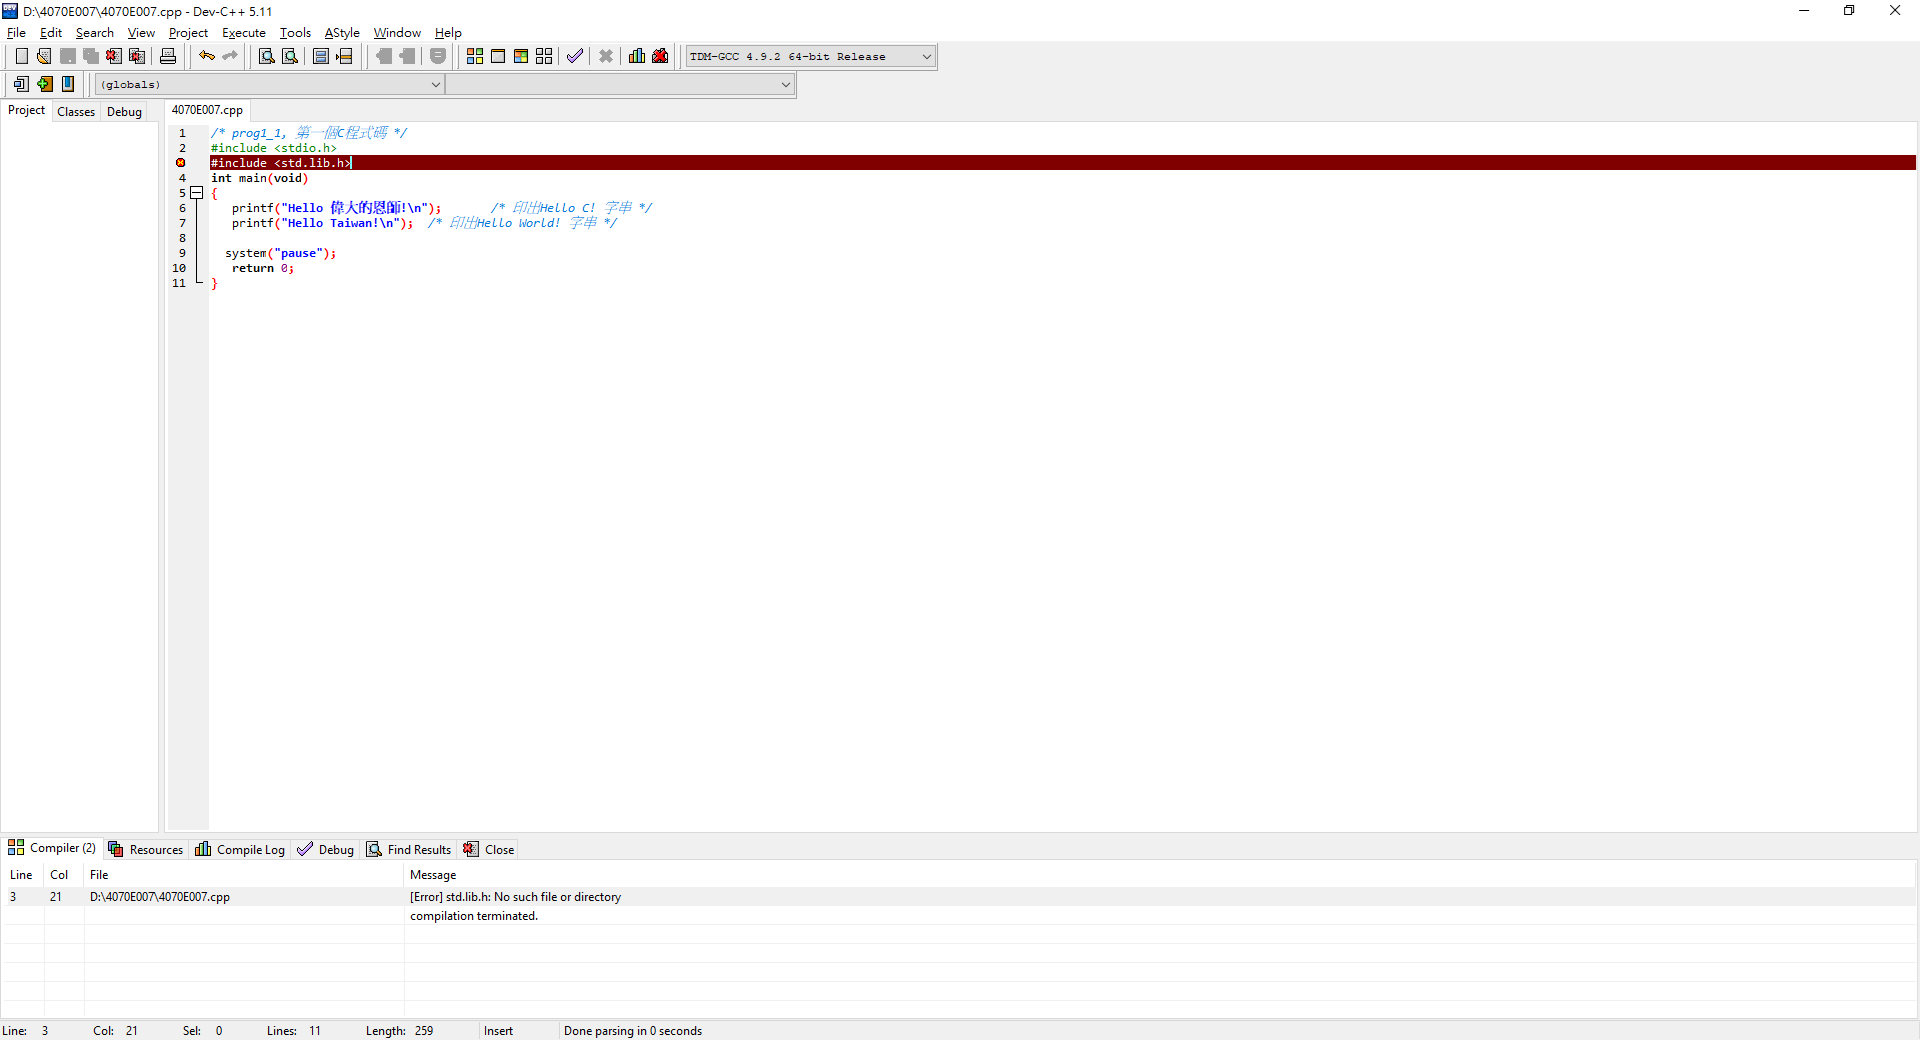 D:\4070E007\4070E007.cpp - Dev-C++ 5.11
File Edit Search View Project Execute Tools AStyle Window Help
TDM-GCC 4.9.2 64-bit Release
(globals)
Project Classes Debug
4070E007.cpp
1 /* prog1_1, 第一個C程式碼 */
2 #include <stdio.h>
#include <std.lib.h>
4 int main(void)
5 {
6 printf("Hello 偉大的恩師!\n"); /* 印出Hello C! 字串 */
7 printf("Hello Taiwan!\n"); /* 印出Hello World! 字串 */
8
9 system("pause");
10 return 0;
11 }
Compiler (2) Resources Compile Log Debug Find Results Close
Line Col File Message
3 21 D:\4070E007\4070E007.cpp [Error] std.lib.h: No such file or directory
compilation terminated.
Line: 3 Col: 21 Sel: 0 Lines: 11 Length: 259 Insert Done parsing in 0 seconds